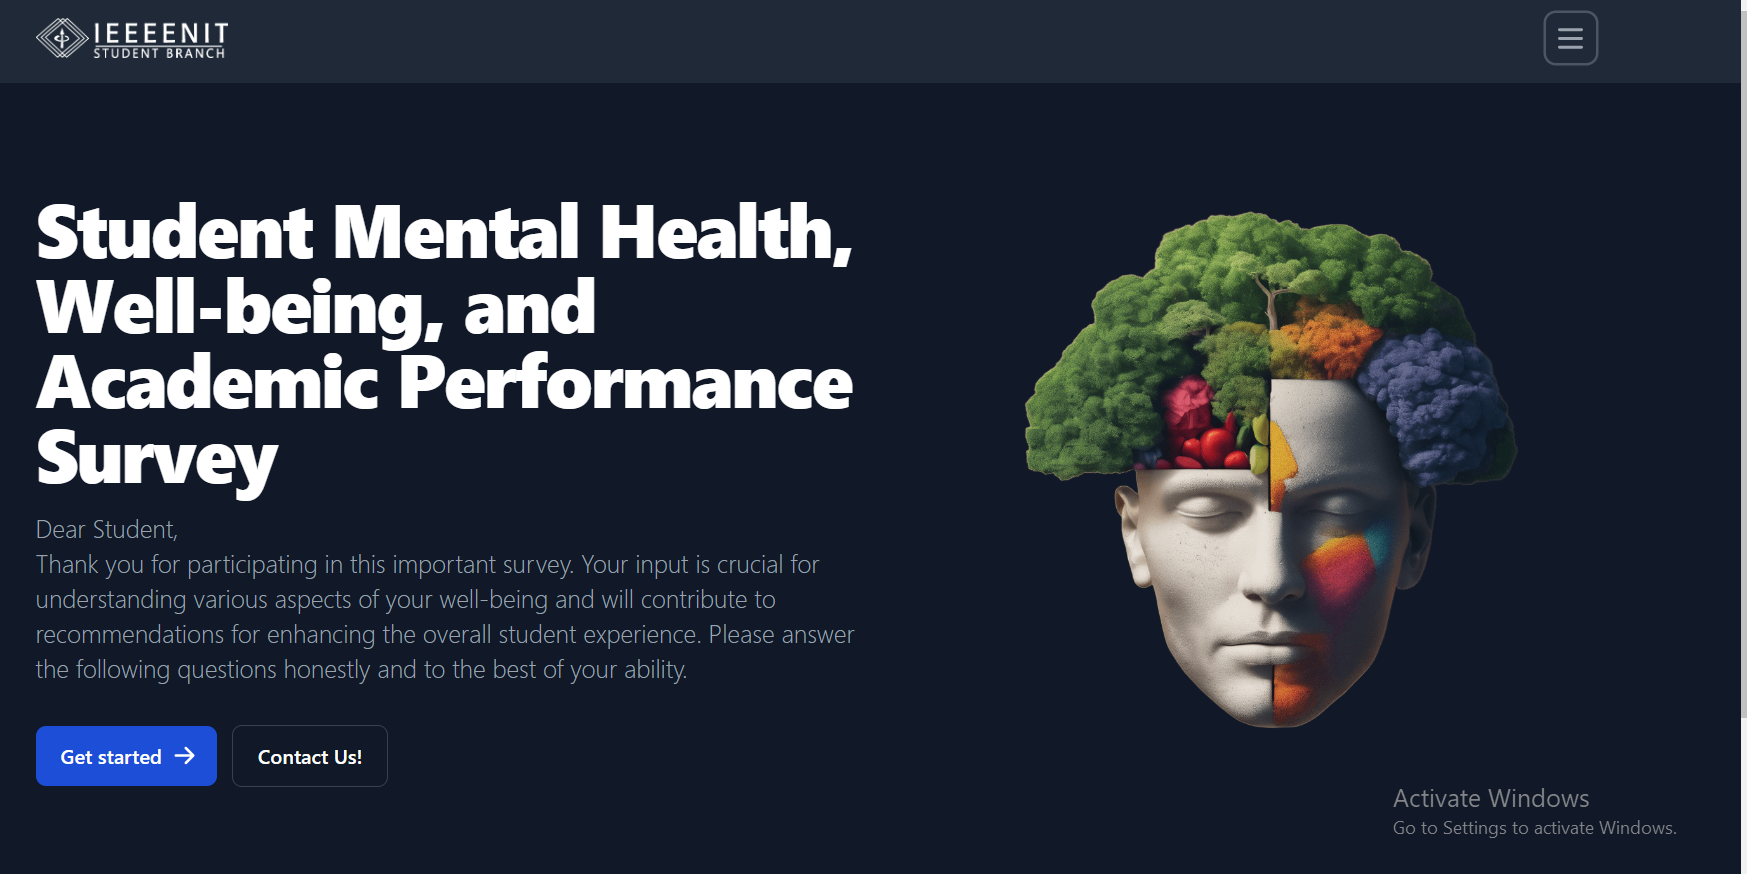 IEEEENIT
STUDENT BRANCH
Student Mental Health,
Well-being, and
Academic Performance
Survey
Dear Student,
Thank you for participating in this important survey. Your input is crucial for
understanding various aspects of your well-being and will contribute to
recommendations for enhancing the overall student experience. Please answer
the following questions honestly and to the best of your ability.
Get started →
Contact Us!
Activate Windows
Go to Settings to activate Windows.